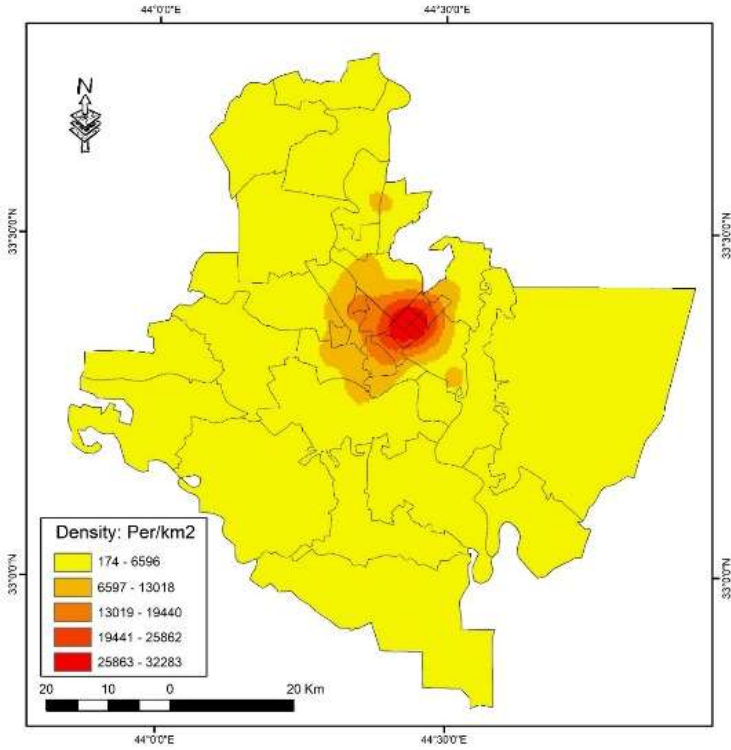 44°0'0"E 44°30'0"E
N
33°30'0"N 33°30'0"N
Density: Per/km2
174 - 6596
6597 - 13018
13019 - 19440
19441 - 25862
25863 - 32283
33°0'0"N 33°0'0"N
20 10 0 20 Km
44°0'0"E 44°30'0"E